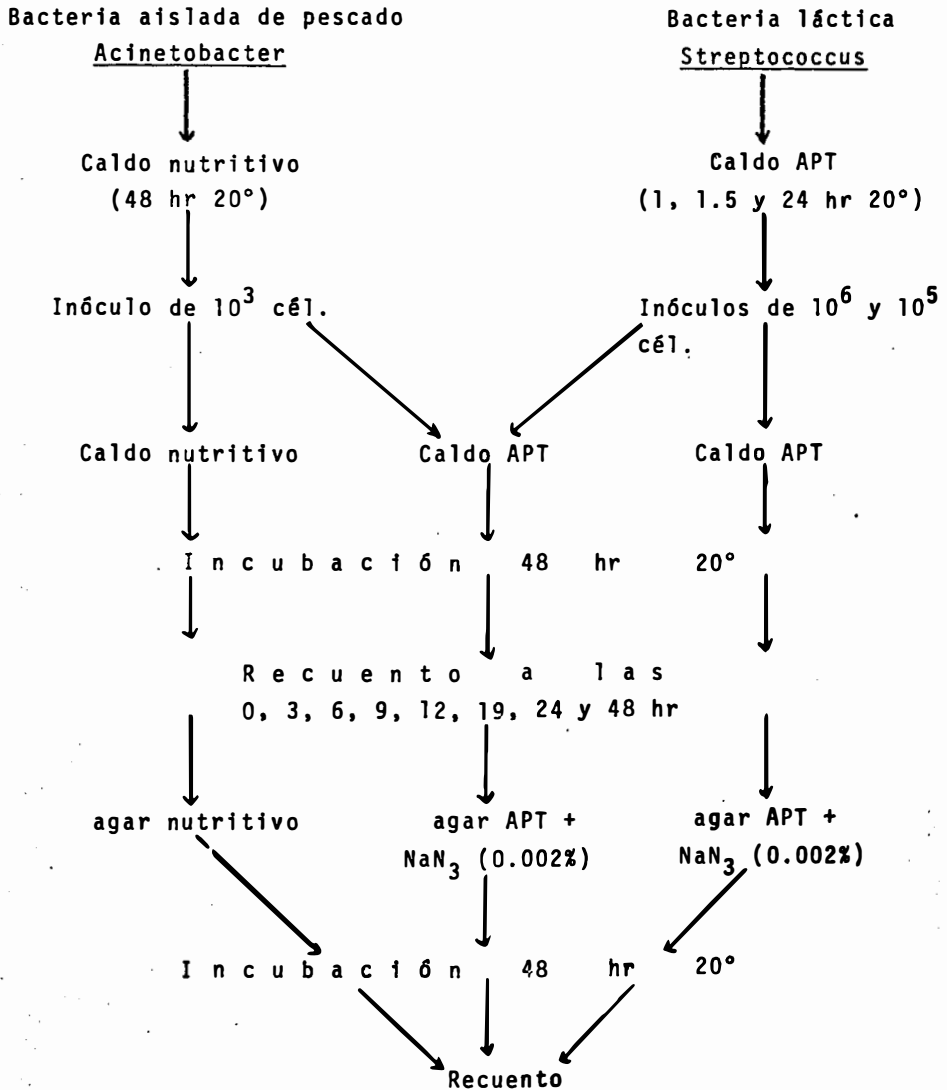 Bacteria aislada de pescado
Acinetobacter
Bacteria láctica
Streptococcus
Caldo nutritivo
(48 hr 20°)
Caldo APT
(1, 1.5 y 24 hr 20°)
Inóculo de 10³ cél.
Inóculos de 10⁶ y 10⁵
cél.
Caldo nutritivo
Caldo APT
Caldo APT
Incubación 48 hr 20°
Recuento a las
0, 3, 6, 9, 12, 19, 24 y 48 hr
agar nutritivo
agar APT +
NaN₃ (0.002%)
agar APT +
NaN₃ (0.002%)
Incubación 48 hr 20°
Recuento